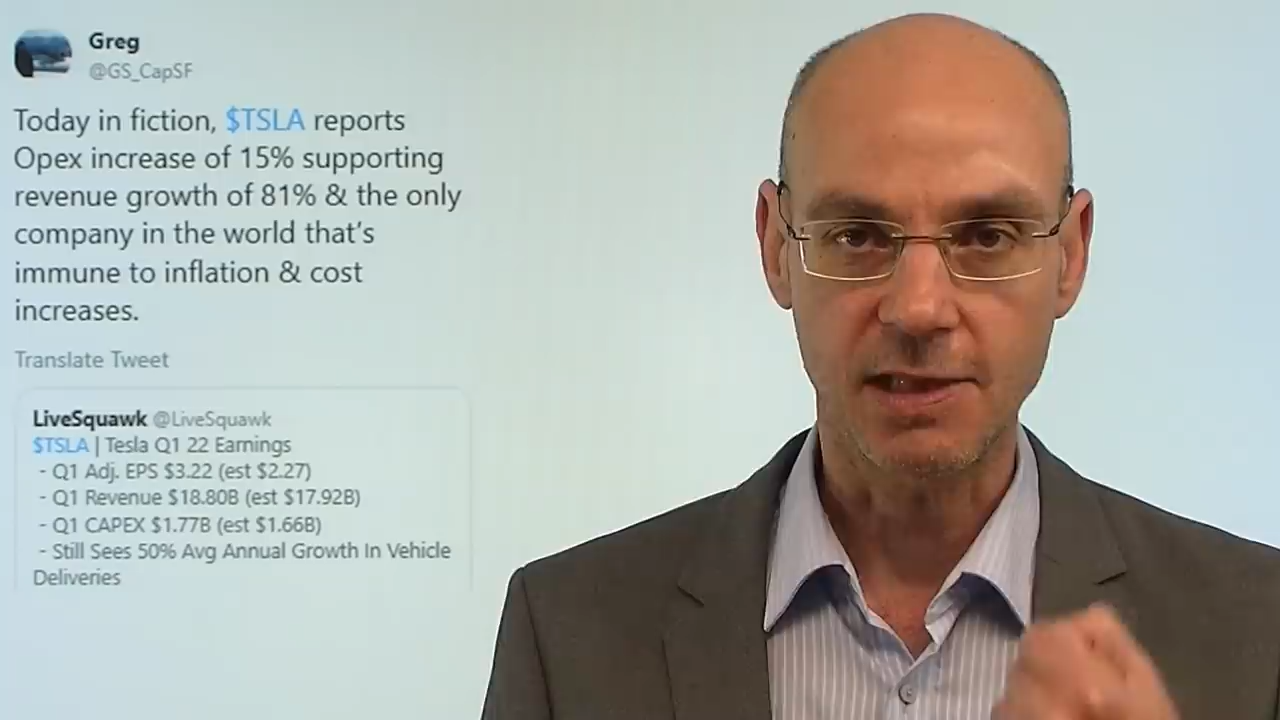 Greg
@GS_CapSF
Today in fiction, $TSLA reports
Opex increase of 15% supporting
revenue growth of 81% & the only
company in the world that's
immune to inflation & cost
increases.
Translate Tweet
LiveSquawk @LiveSquawk
$TSLA | Tesla Q1 22 Earnings
- Q1 Adj. EPS $3.22 (est $2.27)
- Q1 Revenue $18.80B (est $17.92B)
- Q1 CAPEX $1.77B (est $1.66B)
- Still Sees 50% Avg Annual Growth In Vehicle
Deliveries